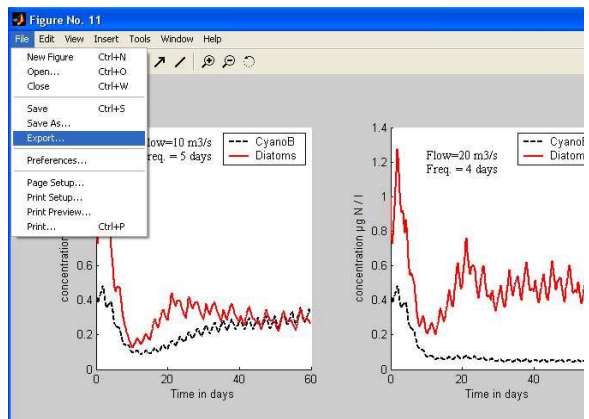 Figure No. 11
File Edit View Insert Tools Window Help
New Figure Ctrl+N
Open... Ctrl+O
Close Ctrl+W
Save Ctrl+S
Save As...
Export...
Preferences...
Page Setup...
Print Setup...
Print Preview...
Print... Ctrl+P
low=10 m3/s
req. = 5 days
CyanoB
Diatoms
concentration
0.6
0.4
0.2
0
0 20 40 60
Time in days
Flow=20 m3/s
Freq. = 4 days
CyanoB
Diatom
concentration µg N / l
1.4
1.2
1
0.8
0.6
0.4
0.2
0
0 20 40
Time in days